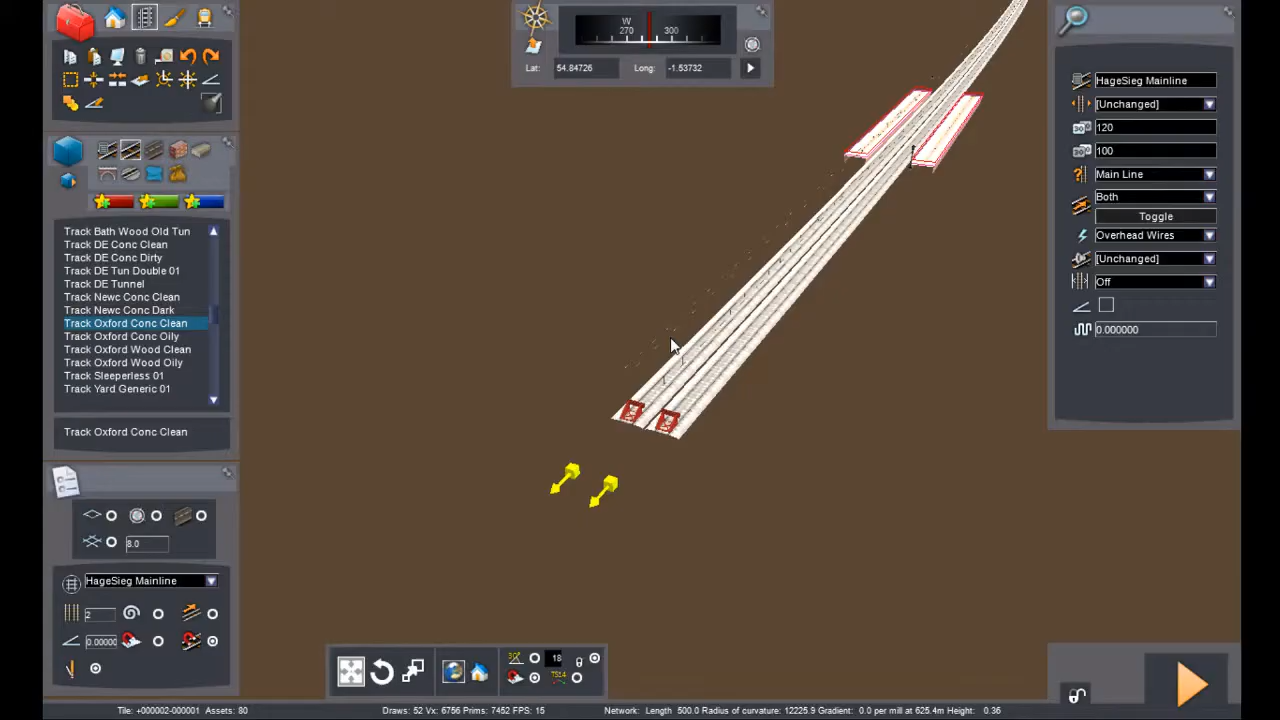 W
270
300
Lat:
54.84726
Long:
-1.53732
HageSieg Mainline
[Unchanged]
120
100
Main Line
Both
Toggle
Overhead Wires
[Unchanged]
Off
0.000000
Track Bath Wood Old Tun
Track DE Conc Clean
Track DE Conc Dirty
Track DE Tun Double 01
Track DE Tunnel
Track Newc Conc Clean
Track Newc Conc Dark
Track Oxford Conc Clean
Track Oxford Conc Oily
Track Oxford Wood Clean
Track Oxford Wood Oily
Track Sleeperless 01
Track Yard Generic 01
Track Oxford Conc Clean
8.0
HageSieg Mainline
2
0.00000
18
Tile: +000002-000001 Assets: 80
Draws: 52 Vx: 6756 Prims: 7452 FPS: 15
Network: Length 500.0 Radius of curvature: 12225.9 Gradient: 0.0 per mill at 625.4m Height: 0.36